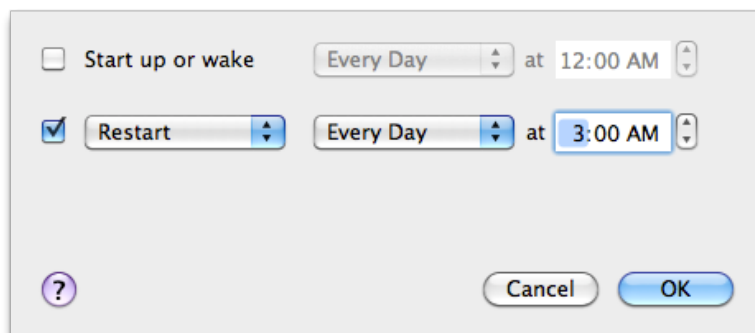 Start up or wake Every Day at 12:00 AM
Restart Every Day at 3:00 AM
? Cancel OK